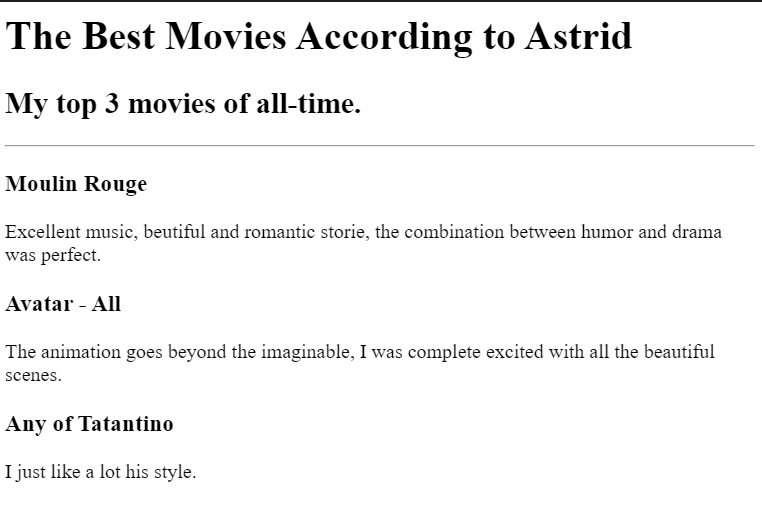 The Best Movies According to Astrid
My top 3 movies of all-time.
Moulin Rouge
Excellent music, beutiful and romantic storie, the combination between humor and drama
was perfect.
Avatar - All
The animation goes beyond the imaginable, I was complete excited with all the beautiful
scenes.
Any of Tatantino
I just like a lot his style.